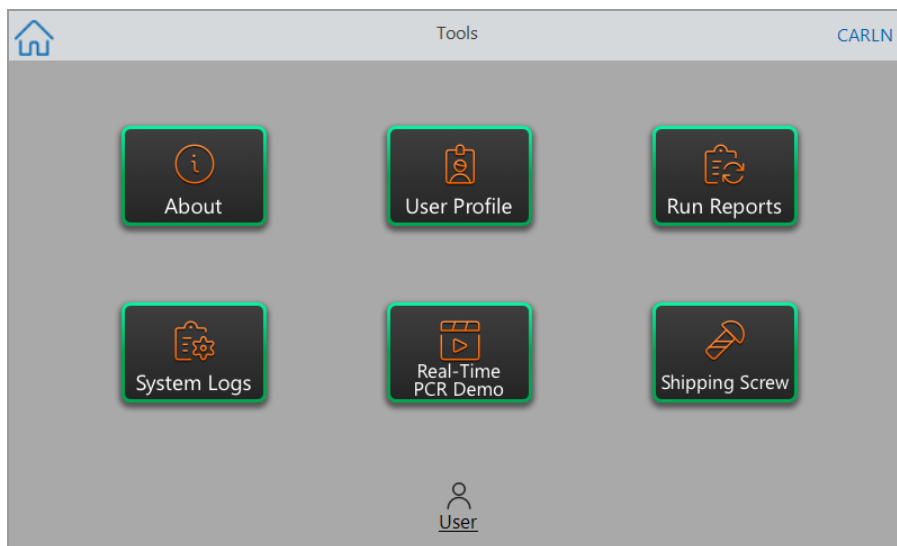 Tools
CARLN
About
User Profile
Run Reports
System Logs
Real-Time
PCR Demo
Shipping Screw
User